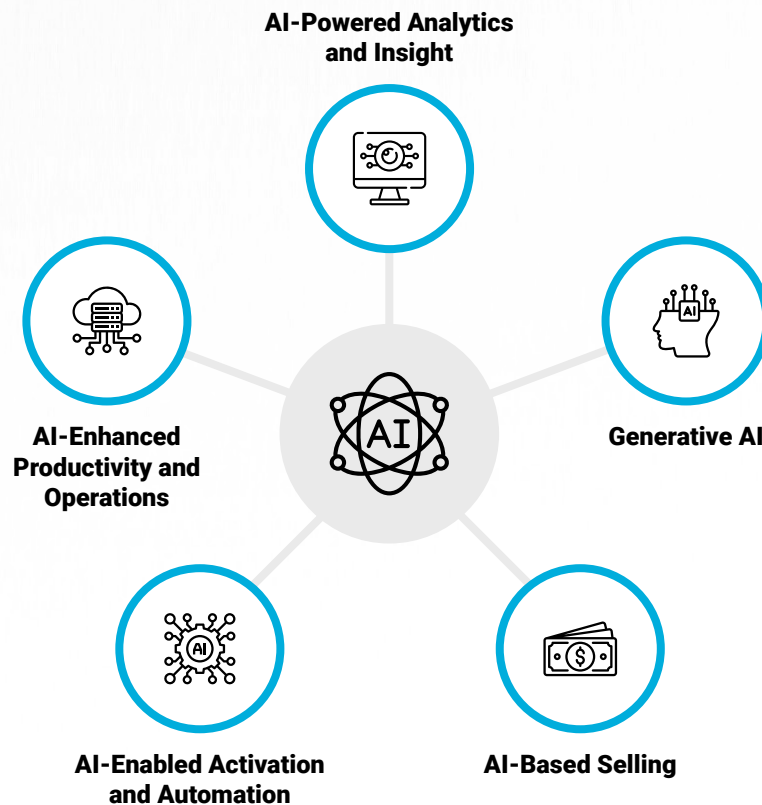 AI-Powered Analytics
and Insight
AI
Generative AI
AI-Enhanced
Productivity and
Operations
AI
AI
AI-Enabled Activation
and Automation
$
AI-Based Selling